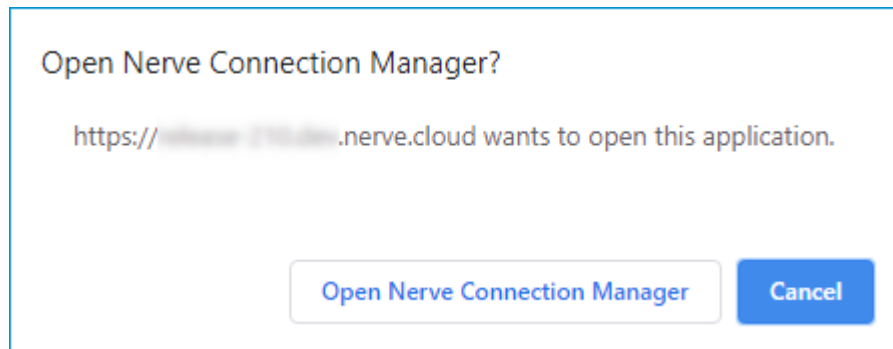 Open Nerve Connection Manager?
https:// .nerve.cloud wants to open this application.
Open Nerve Connection Manager
Cancel